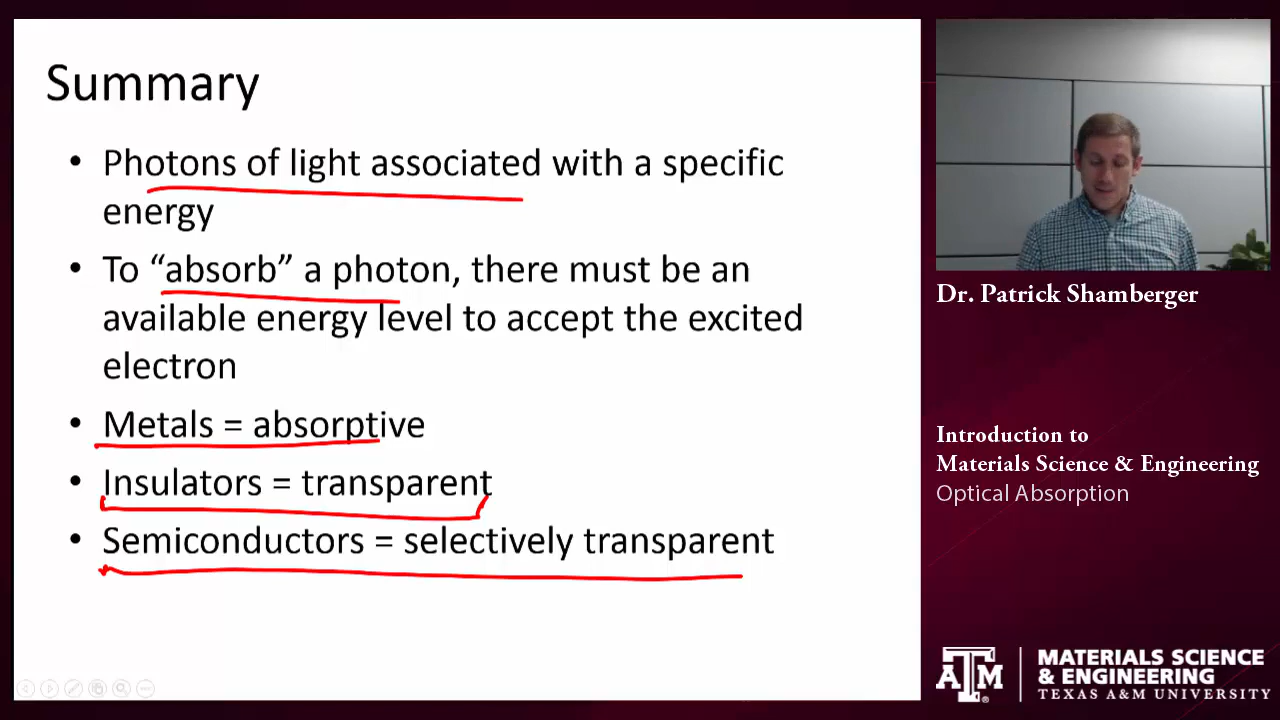 Summary
• Photons of light associated with a specific
energy
• To “absorb” a photon, there must be an
available energy level to accept the excited
electron
• Metals = absorptive
• Insulators = transparent
• Semiconductors = selectively transparent
Dr. Patrick Shamberger
Introduction to
Materials Science & Engineering
Optical Absorption
ATM
MATERIALS SCIENCE
& ENGINEERING
TEXAS A&M UNIVERSITY